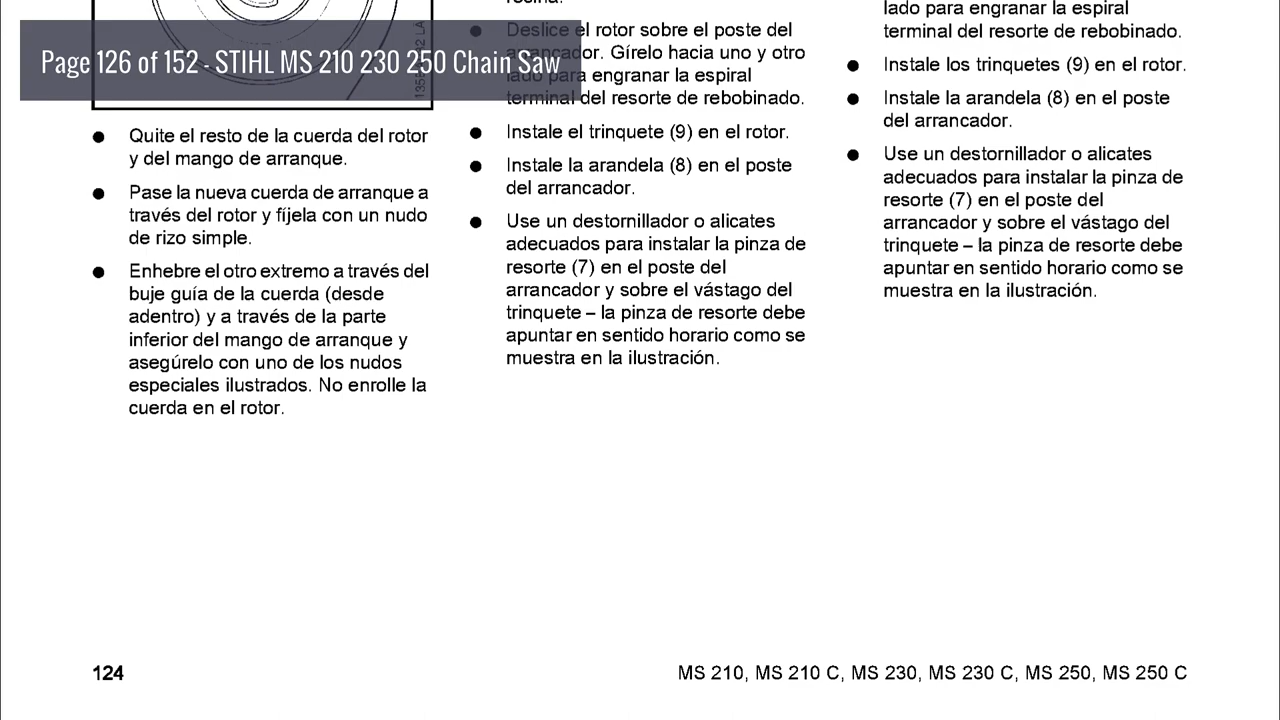 Page 126 of 152 - STIHL MS 210 230 250 Chain Saw
● Quite el resto de la cuerda del rotor
y del mango de arranque.
● Pase la nueva cuerda de arranque a
través del rotor y fíjela con un nudo
de rizo simple.
● Enhebre el otro extremo a través del
buje guía de la cuerda (desde
adentro) y a través de la parte
inferior del mango de arranque y
asegúrelo con uno de los nudos
especiales ilustrados. No enrolle la
cuerda en el rotor.
● Deslice el rotor sobre el poste del
arrancador. Gírelo hacia uno y otro
lado para engranar la espiral
terminal del resorte de rebobinado.
● Instale el trinquete (9) en el rotor.
● Instale la arandela (8) en el poste
del arrancador.
● Use un destornillador o alicates
adecuados para instalar la pinza de
resorte (7) en el poste del
arrancador y sobre el vástago del
trinquete – la pinza de resorte debe
apuntar en sentido horario como se
muestra en la ilustración.
lado para engranar la espiral
terminal del resorte de rebobinado.
● Instale los trinquetes (9) en el rotor.
● Instale la arandela (8) en el poste
del arrancador.
● Use un destornillador o alicates
adecuados para instalar la pinza de
resorte (7) en el poste del
arrancador y sobre el vástago del
trinquete – la pinza de resorte debe
apuntar en sentido horario como se
muestra en la ilustración.
124
MS 210, MS 210 C, MS 230, MS 230 C, MS 250, MS 250 C